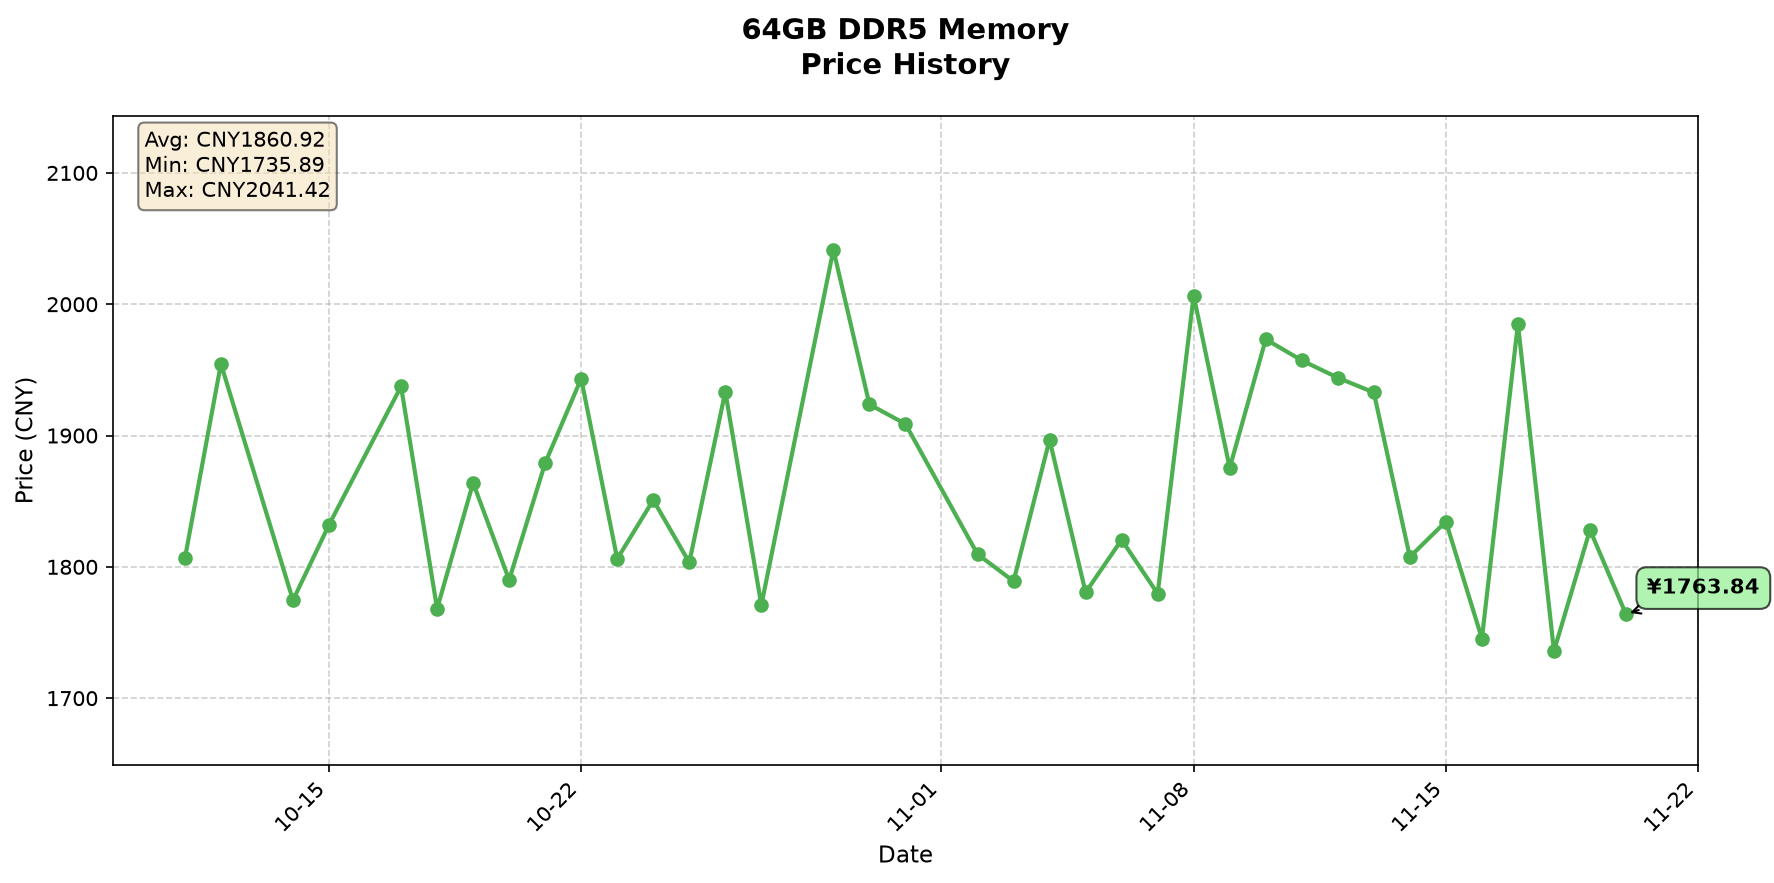 64GB DDR5 Memory
Price History
Avg: CNY1860.92
Min: CNY1735.89
Max: CNY2041.42
2100
2000
1900
1800
1700
Price (CNY)
¥1763.84
10-15
10-22
11-01
11-08
11-15
11-22
Date